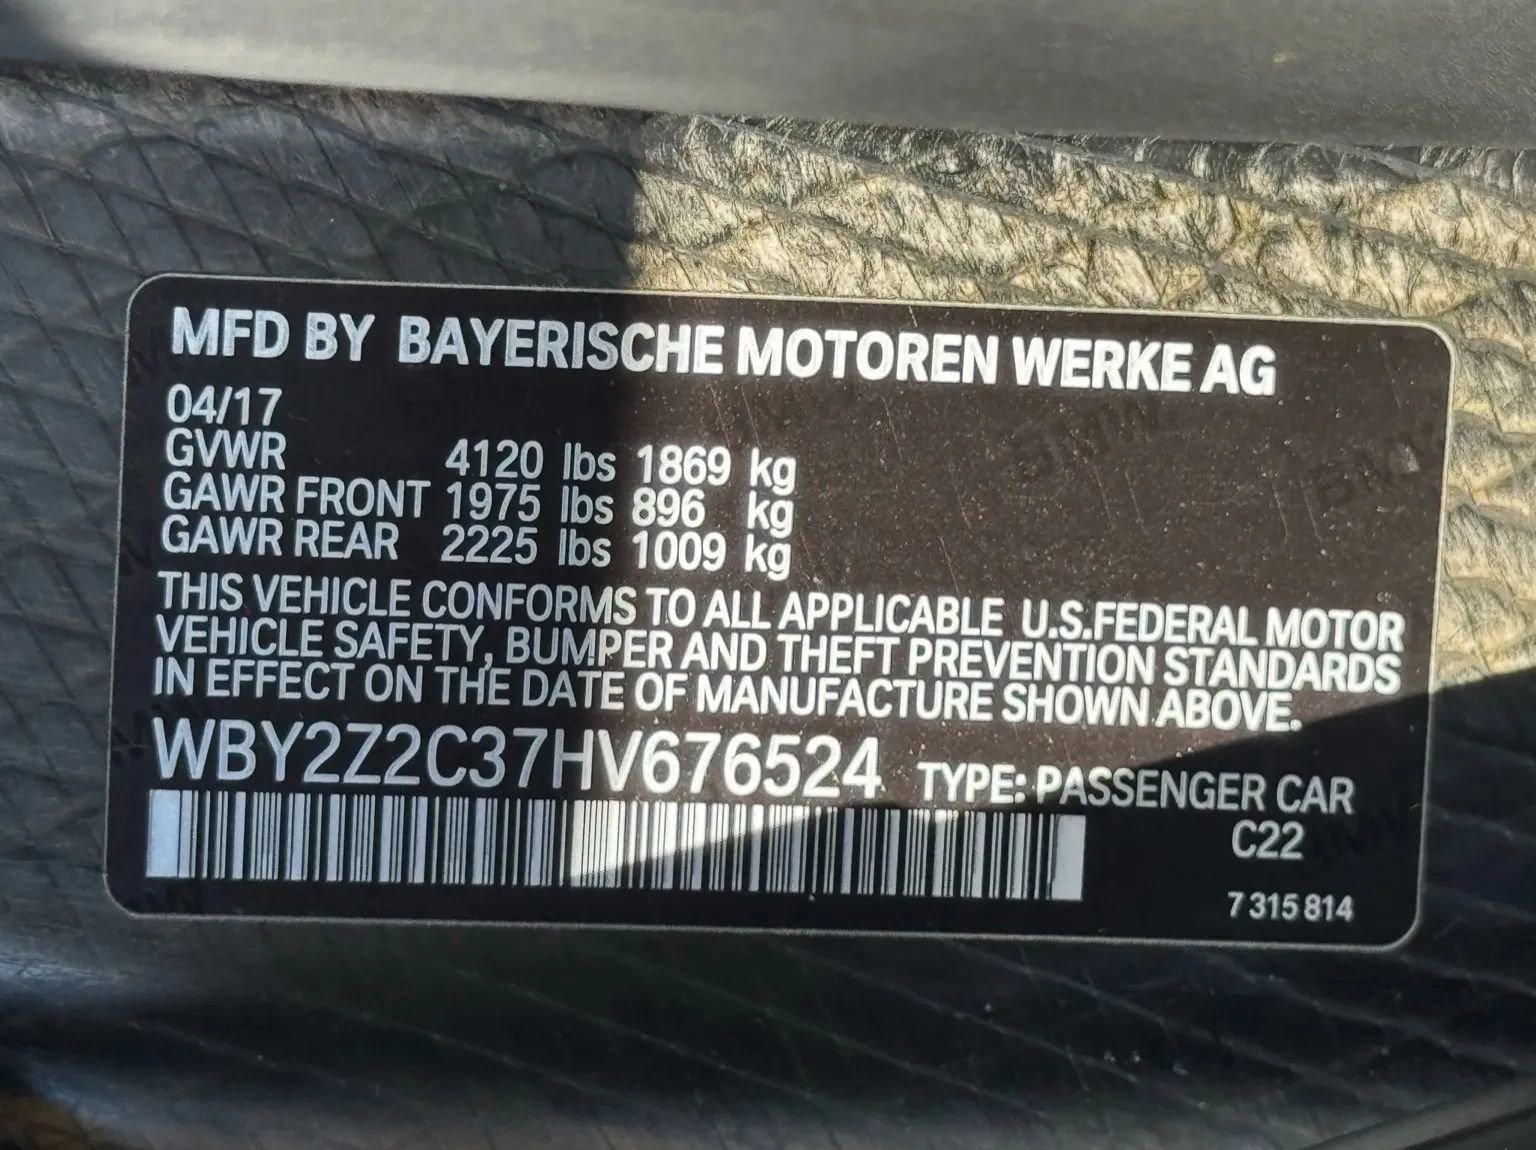 MFD BY BAYERISCHE MOTOREN WERKE AG
04/17
GVWR 4120 lbs 1869 kg
GAWR FRONT 1975 lbs 896 kg
GAWR REAR 2225 lbs 1009 kg
THIS VEHICLE CONFORMS TO ALL APPLICABLE U.S.FEDERAL MOTOR
VEHICLE SAFETY, BUMPER AND THEFT PREVENTION STANDARDS
IN EFFECT ON THE DATE OF MANUFACTURE SHOWN ABOVE.
WBY2Z2C37HV676524 TYPE: PASSENGER CAR
C22
7 315 814